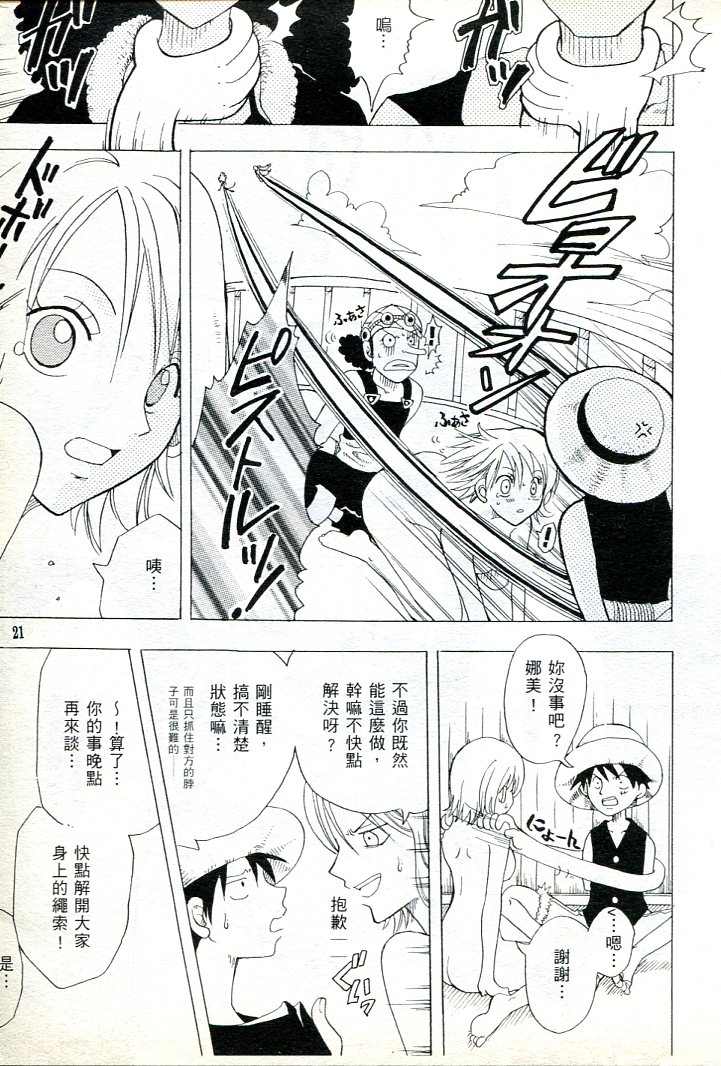 ガッ
ガッ
嗚…
ガッ
ガッ
ビヨオオン
ふぁさ
!
ふぁさ
!
ピストルッ!
ドボ
咦…
21
妳沒事吧?
娜美!
にょーん
<…嗯…
謝謝…
不過你既然
能這麼做,
幹嘛不快點
解決呀?
剛睡醒,
搞不清楚
狀態嘛…
而且只抓住對方的脖
子可是很難的……
抱歉——
～!算了…
你的事晚點
再來談…
快點解開大家
身上的繩索!
是…